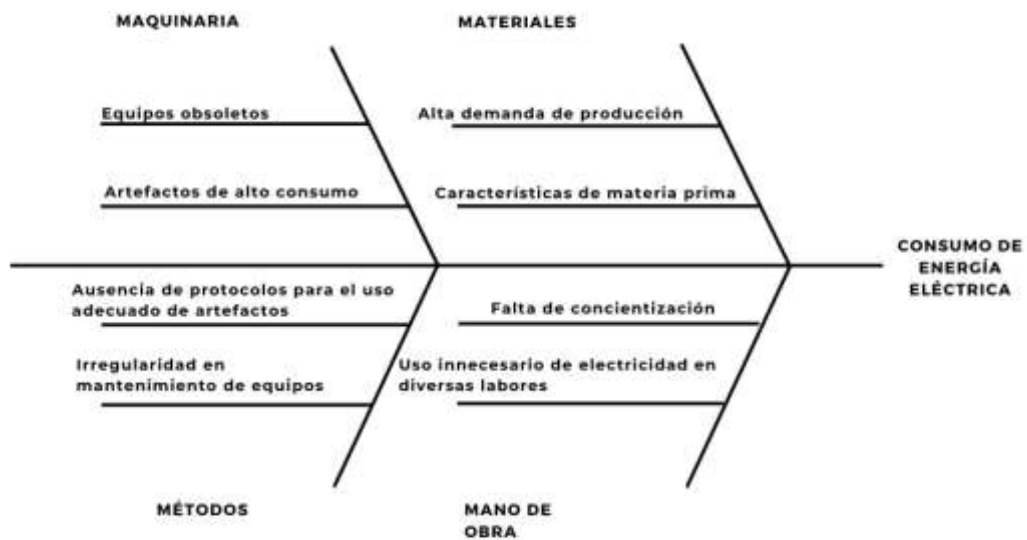 MAQUINARIA
MATERIALES
Equipos obsoletos
Alta demanda de producción
Artefactos de alto consumo
Características de materia prima
CONSUMO DE
ENERGÍA
ELÉCTRICA
Ausencia de protocolos para el uso
adecuado de artefactos
Falta de concientización
Irregularidad en
mantenimiento de equipos
Uso innecesario de electricidad en
diversas labores
MÉTODOS
MANO DE
OBRA